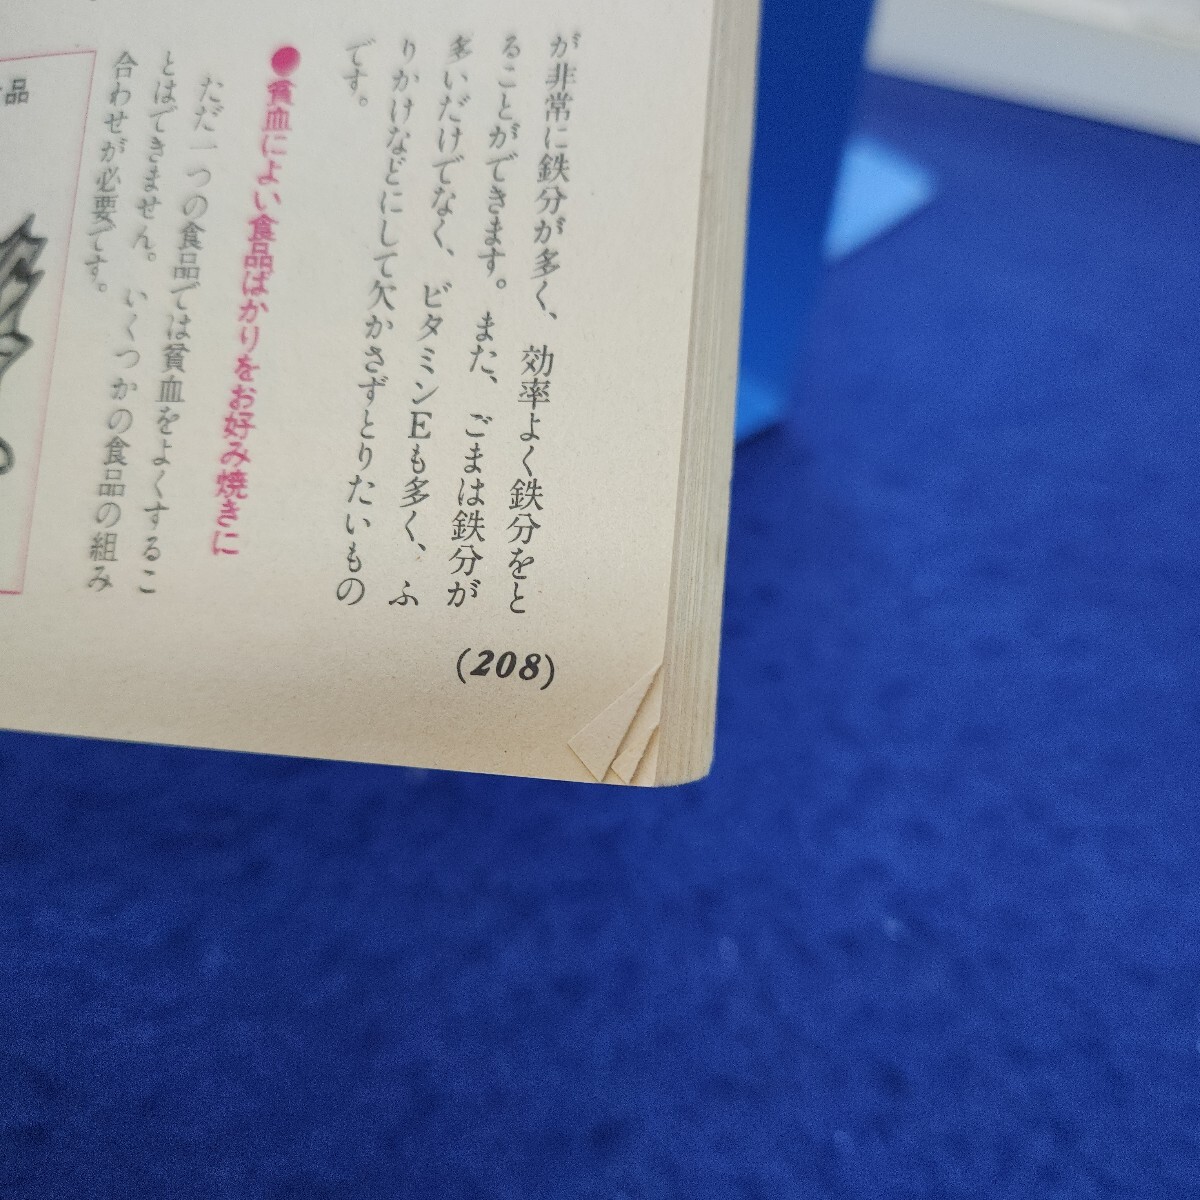 が非常に鉄分が多く、効率よく鉄分をと
ることができます。また、ごまは鉄分が
多いだけでなく、ビタミンEも多く、ふ
りかけなどにして欠かさずとりたいもの
です。
●貧血によい食品ばかりをお好み焼きに
ただ一つの食品では貧血をよくするこ
とはできません。いくつかの食品の組み
合わせが必要です。
品
(208)